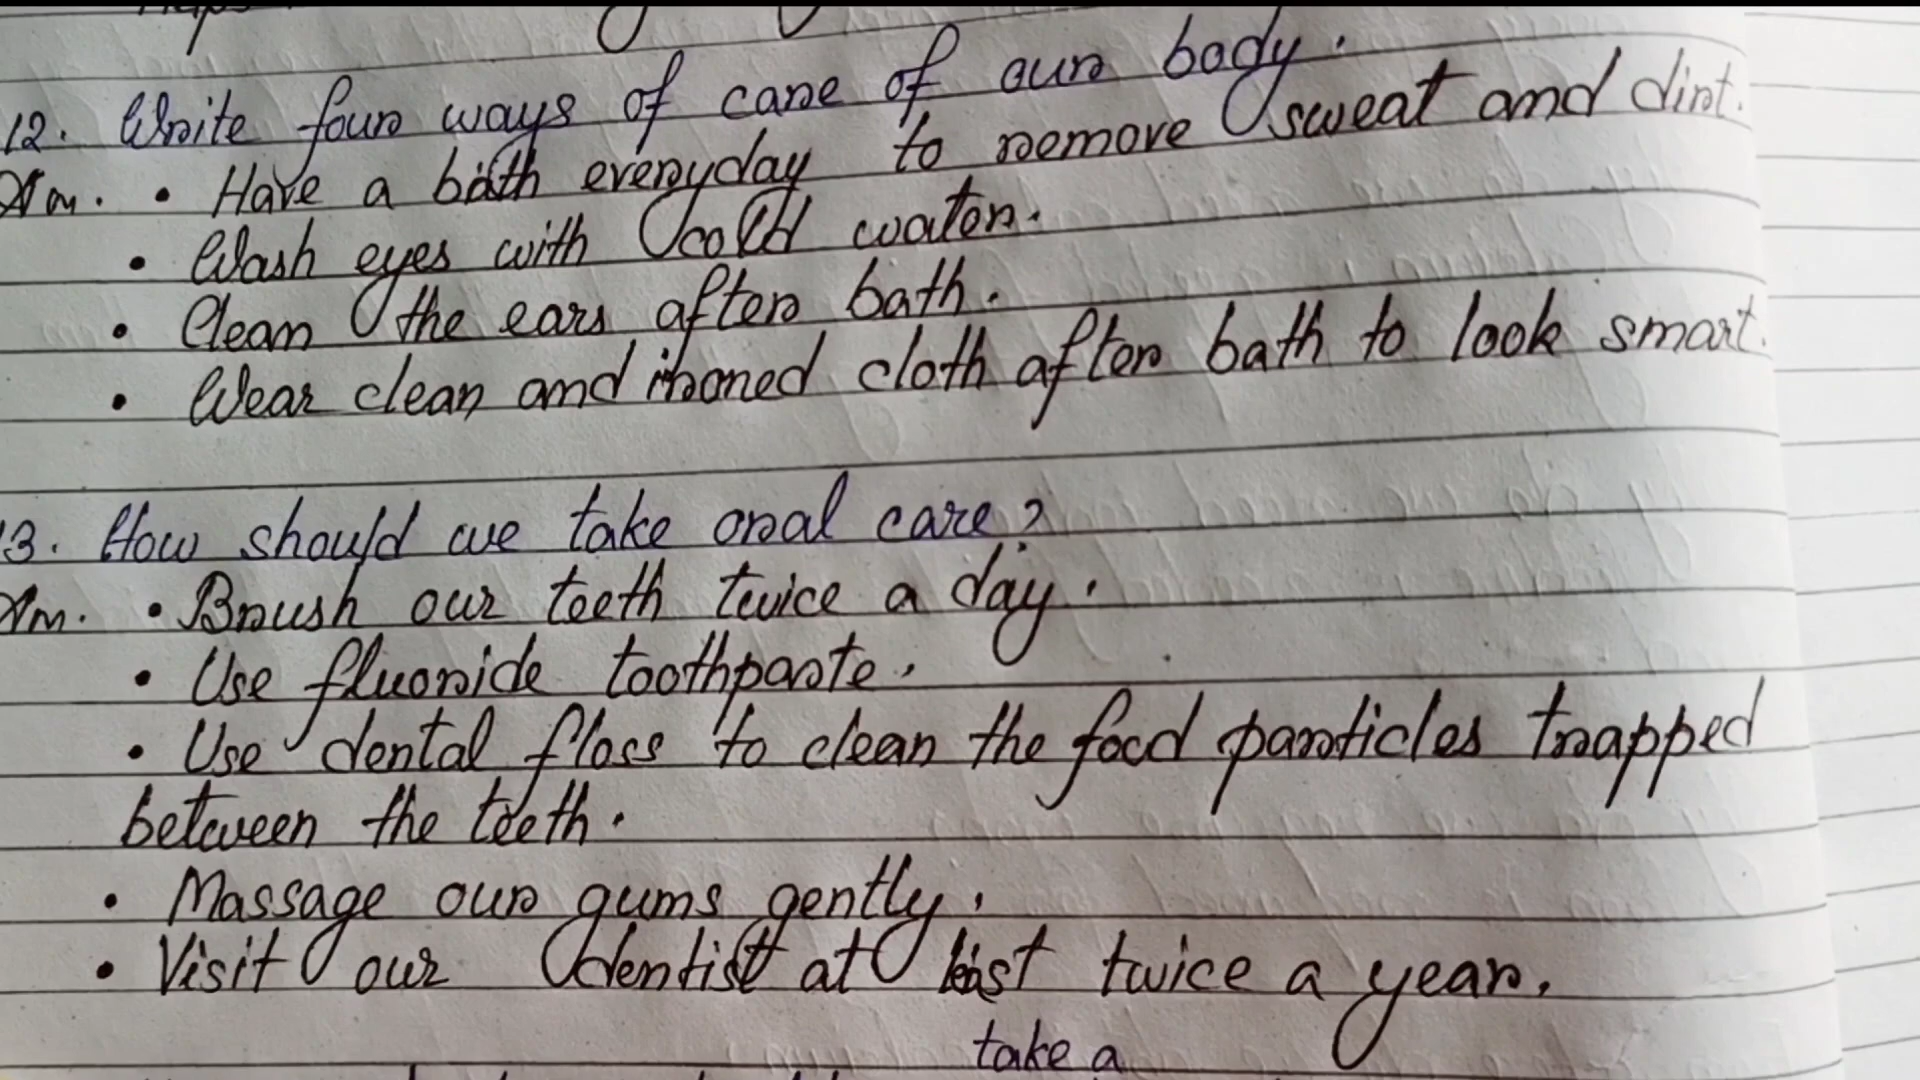 12. Write four ways of care of our body.
Ans. • Have a bath everyday to remove sweat and dirt.
• Wash eyes with cold water.
• Clean the ears after bath.
• Wear clean and ironed cloth after bath to look smart.
13. How should we take oral care?
Ans. • Brush our teeth twice a day.
• Use fluoride toothpaste.
• Use dental floss to clean the food particles trapped
between the teeth.
• Massage our gums gently.
• Visit our dentist at least twice a year.
take a